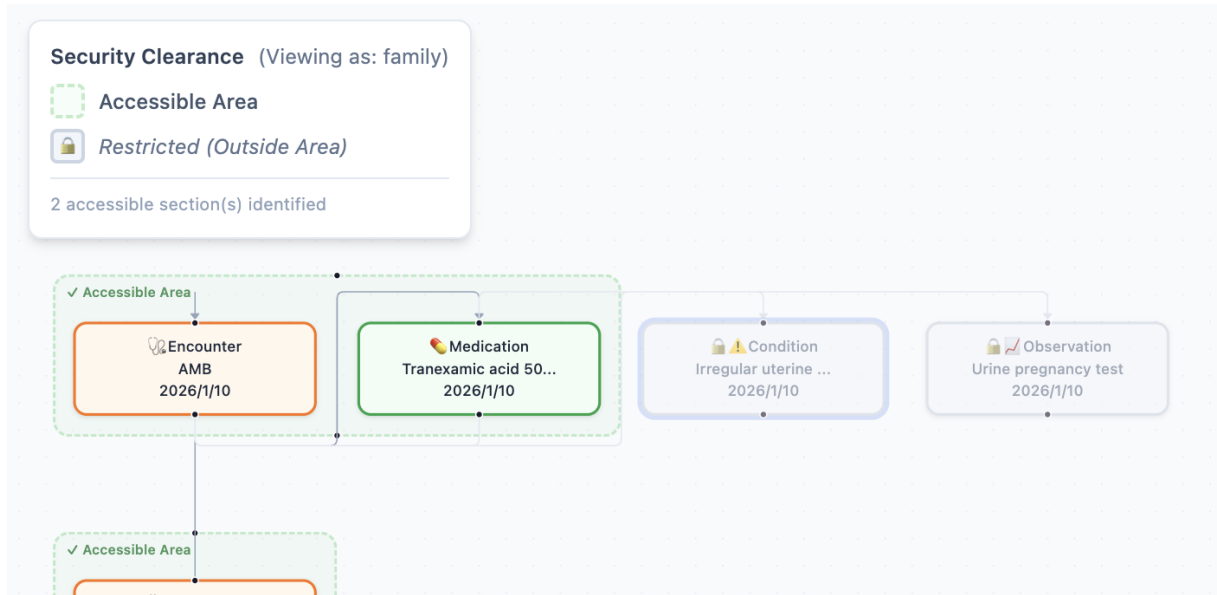 Security Clearance (Viewing as: family)
Accessible Area
Restricted (Outside Area)
2 accessible section(s) identified
✓ Accessible Area
🩺Encounter
AMB
2026/1/10
💊Medication
Tranexamic acid 50...
2026/1/10
🔒⚠️Condition
Irregular uterine ...
2026/1/10
🔒📈Observation
Urine pregnancy test
2026/1/10
✓ Accessible Area